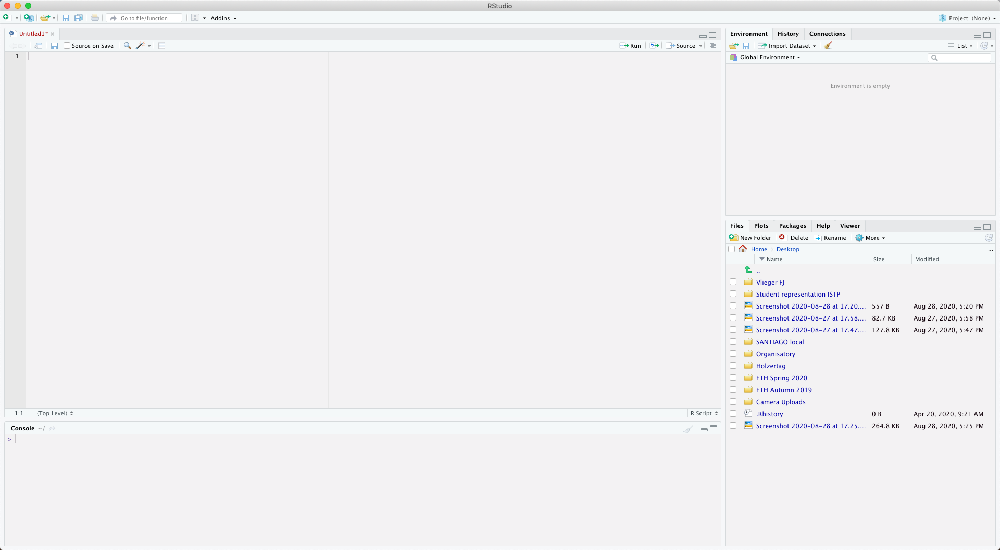 RStudio
Go to file/function
Addins
Project: (None)
Untitled1*
Source on Save
Run
Source
1
1:1
(Top Level)
R Script
Console ~/
>
Environment History Connections
Import Dataset
List
Global Environment
Environment is empty
Files Plots Packages Help Viewer
New Folder Delete Rename More
Home Desktop ...
Name Size Modified
..
Vlieger FJ
Student representation ISTP
Screenshot 2020-08-28 at 17.20.... 557 B Aug 28, 2020, 5:20 PM
Screenshot 2020-08-27 at 17.58.... 82.7 KB Aug 27, 2020, 5:58 PM
Screenshot 2020-08-27 at 17.47.... 127.8 KB Aug 27, 2020, 5:47 PM
SANTIAGO local
Organisatory
Holzertag
ETH Spring 2020
ETH Autumn 2019
Camera Uploads
.Rhistory 0 B Apr 20, 2020, 9:21 AM
Screenshot 2020-08-28 at 17.25.... 264.8 KB Aug 28, 2020, 5:25 PM